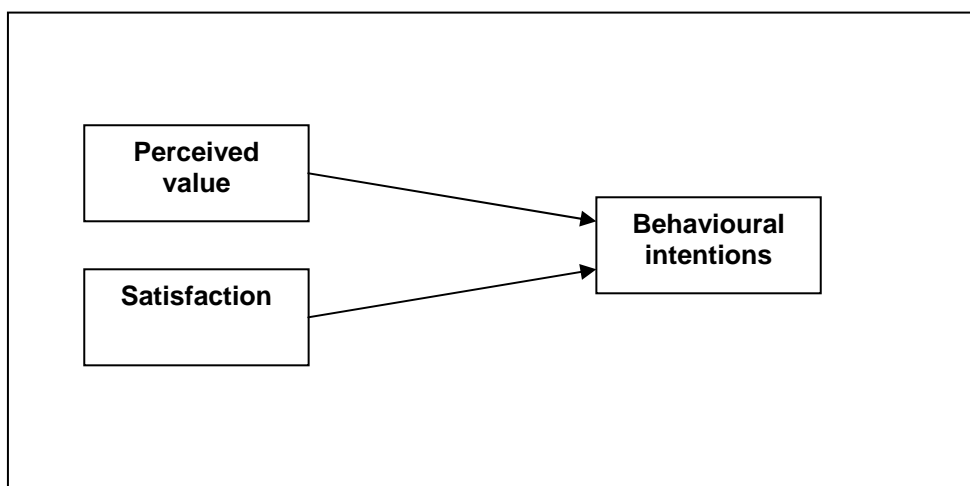 Perceived
value
Behavioural
intentions
Satisfaction